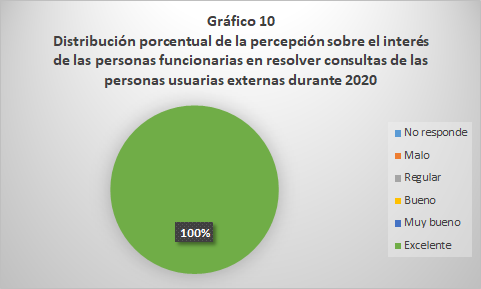 Gráfico 10
Distribución porcentual de la percepción sobre el interés
de las personas funcionarias en resolver consultas de las
personas usuarias externas durante 2020
No responde
Malo
Regular
Bueno
Muy bueno
Excelente
100%